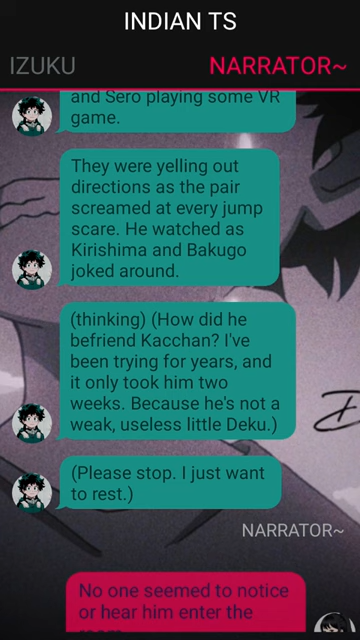 INDIAN TS
IZUKU
NARRATOR~
and Sero playing some VR
game.
They were yelling out
directions as the pair
screamed at every jump
scare. He watched as
Kirishima and Bakugo
joked around.
(thinking) (How did he
befriend Kacchan? I've
been trying for years, and
it only took him two
weeks. Because he's not a
weak, useless little Deku.)
(Please stop. I just want
to rest.)
NARRATOR~
No one seemed to notice
or hear him enter the